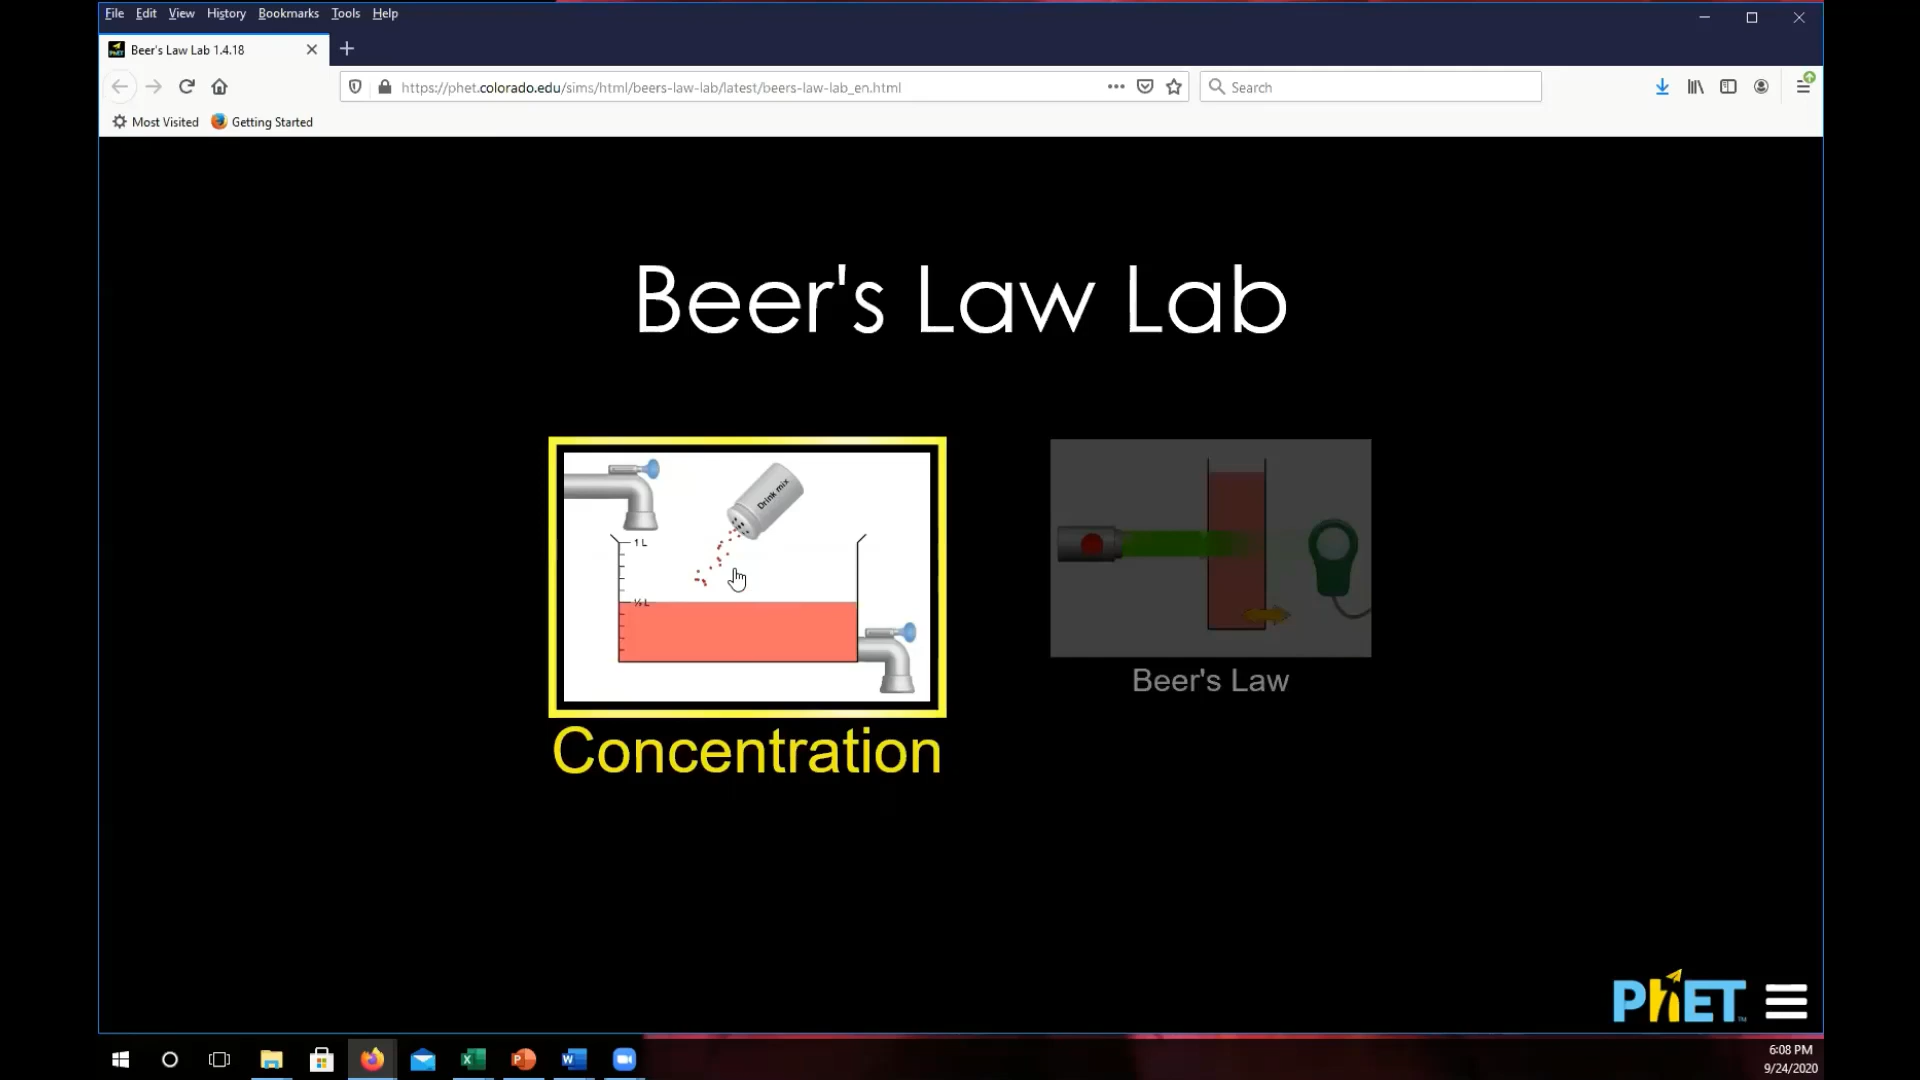 File Edit View History Bookmarks Tools Help
Beer's Law Lab 1.4.18
https://phet.colorado.edu/sims/html/beers-law-lab/latest/beers-law-lab_en.html
Search
Most Visited Getting Started
Beer's Law Lab
Drink mix
1 L
½ L
Concentration
Beer's Law
PhET™
6:08 PM
9/24/2020